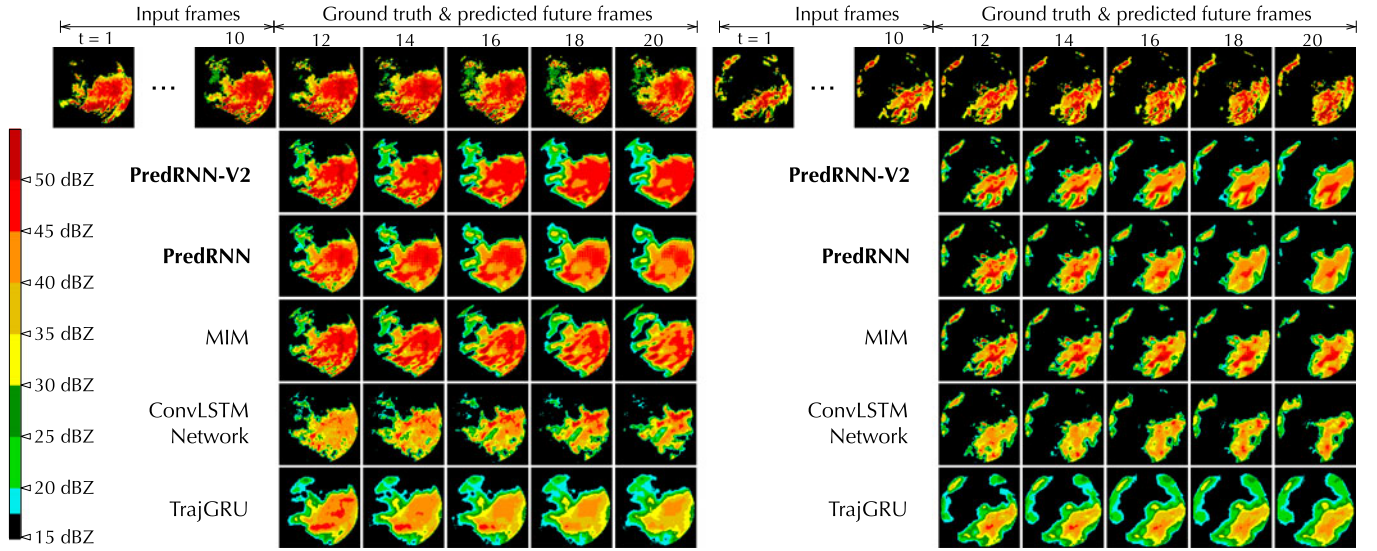 Input frames
Ground truth & predicted future frames
Input frames
Ground truth & predicted future frames
t = 1
10
12
14
16
18
20
t = 1
10
12
14
16
18
20
...
...
50 dBZ
45 dBZ
40 dBZ
35 dBZ
30 dBZ
25 dBZ
20 dBZ
15 dBZ
PredRNN-V2
PredRNN
MIM
ConvLSTM
Network
TrajGRU
PredRNN-V2
PredRNN
MIM
ConvLSTM
Network
TrajGRU